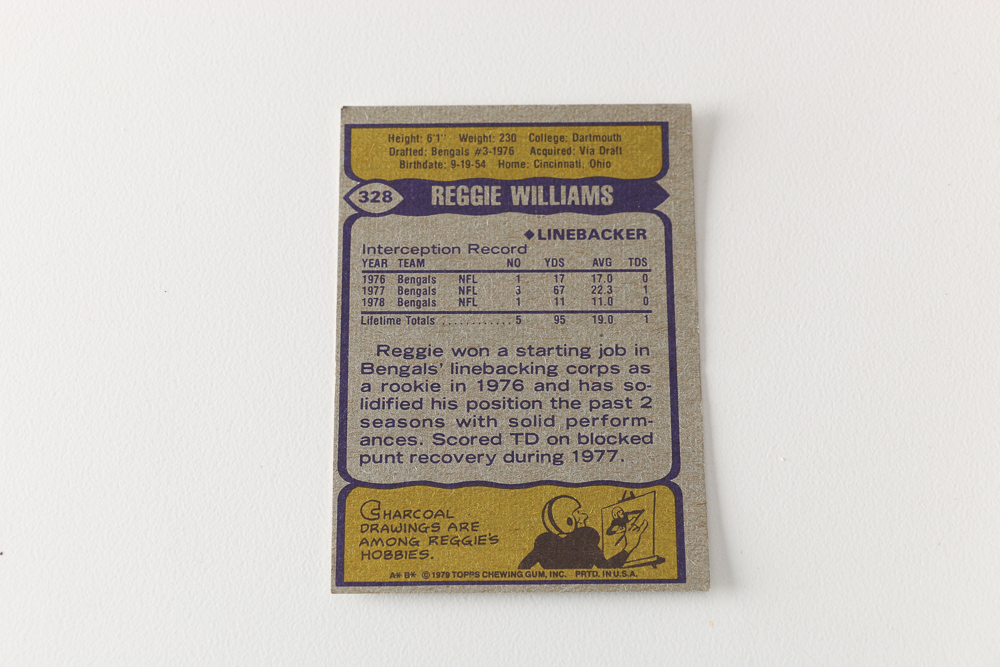 Height: 6'1" Weight: 230 College: Dartmouth
Drafted: Bengals #3-1976 Acquired: Via Draft
Birthdate: 9-19-54 Home: Cincinnati, Ohio
328 REGGIE WILLIAMS
◆LINEBACKER
Interception Record
YEAR TEAM NO YDS AVG TDS
1976 Bengals NFL 1 17 17.0 0
1977 Bengals NFL 3 67 22.3 1
1978 Bengals NFL 1 11 11.0 0
Lifetime Totals ............ 5 95 19.0 1
Reggie won a starting job in
Bengals' linebacking corps as
a rookie in 1976 and has so-
lidified his position the past 2
seasons with solid perform-
ances. Scored TD on blocked
punt recovery during 1977.
CHARCOAL
DRAWINGS ARE
AMONG REGGIE'S
HOBBIES.
A* B* © 1979 TOPPS CHEWING GUM, INC. PRTD. IN U.S.A.